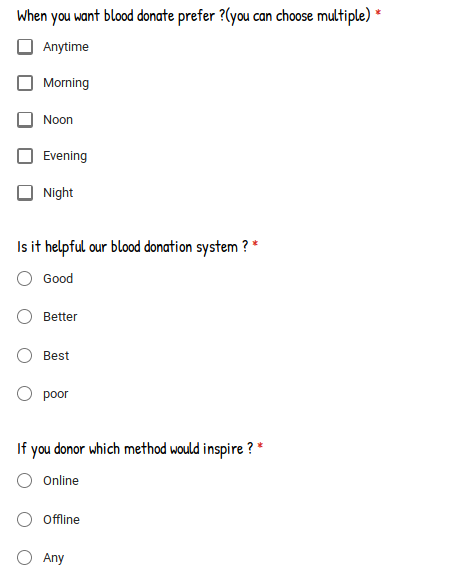 When you want blood donate prefer ?(you can choose multiple) *
Anytime
Morning
Noon
Evening
Night
Is it helpful our blood donation system ? *
Good
Better
Best
poor
If you donor which method would inspire ? *
Online
Offline
Any